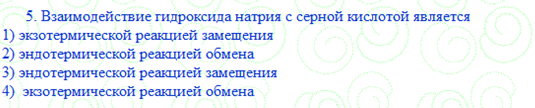 5. Взаимодействие гидроксида натрия с серной кислотой является
1) экзотермической реакцией замещения
2) эндотермической реакцией обмена
3) эндотермической реакцией замещения
4) экзотермической реакцией обмена